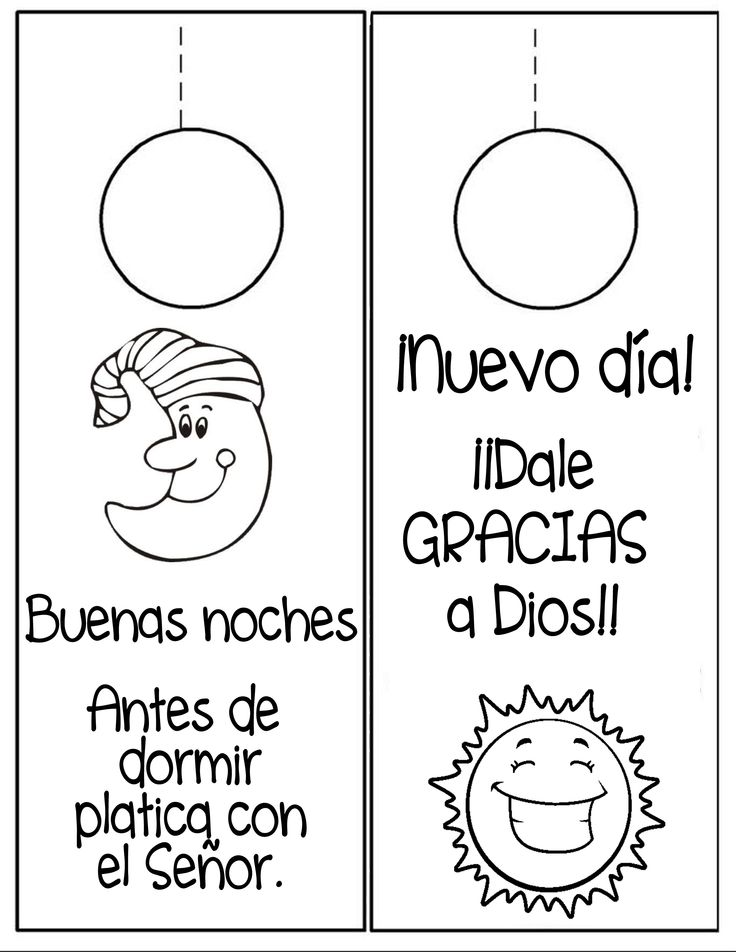 Buenas noches
Antes de
dormir
platica con
el Señor.
¡Nuevo día!
¡¡Dale
GRACIAS
a Dios!!